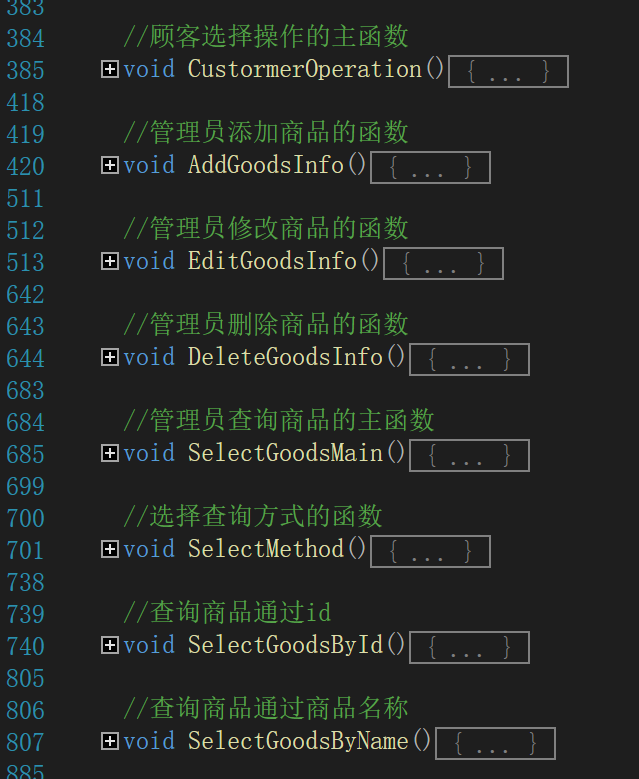 383
384 //顾客选择操作的主函数
385 void CustormerOperation() { ... }
418
419 //管理员添加商品的函数
420 void AddGoodsInfo() { ... }
511
512 //管理员修改商品的函数
513 void EditGoodsInfo() { ... }
642
643 //管理员删除商品的函数
644 void DeleteGoodsInfo() { ... }
683
684 //管理员查询商品的主函数
685 void SelectGoodsMain() { ... }
699
700 //选择查询方式的函数
701 void SelectMethod() { ... }
738
739 //查询商品通过id
740 void SelectGoodsById() { ... }
805
806 //查询商品通过商品名称
807 void SelectGoodsByName() { ... }
885